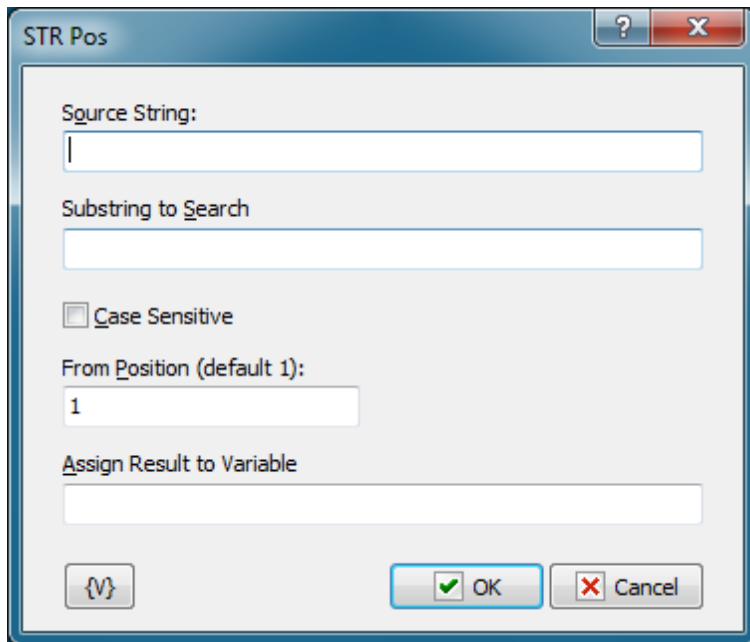 STR Pos
?
Source String:
Substring to Search
Case Sensitive
From Position (default 1):
1
Assign Result to Variable
{V}
OK
Cancel